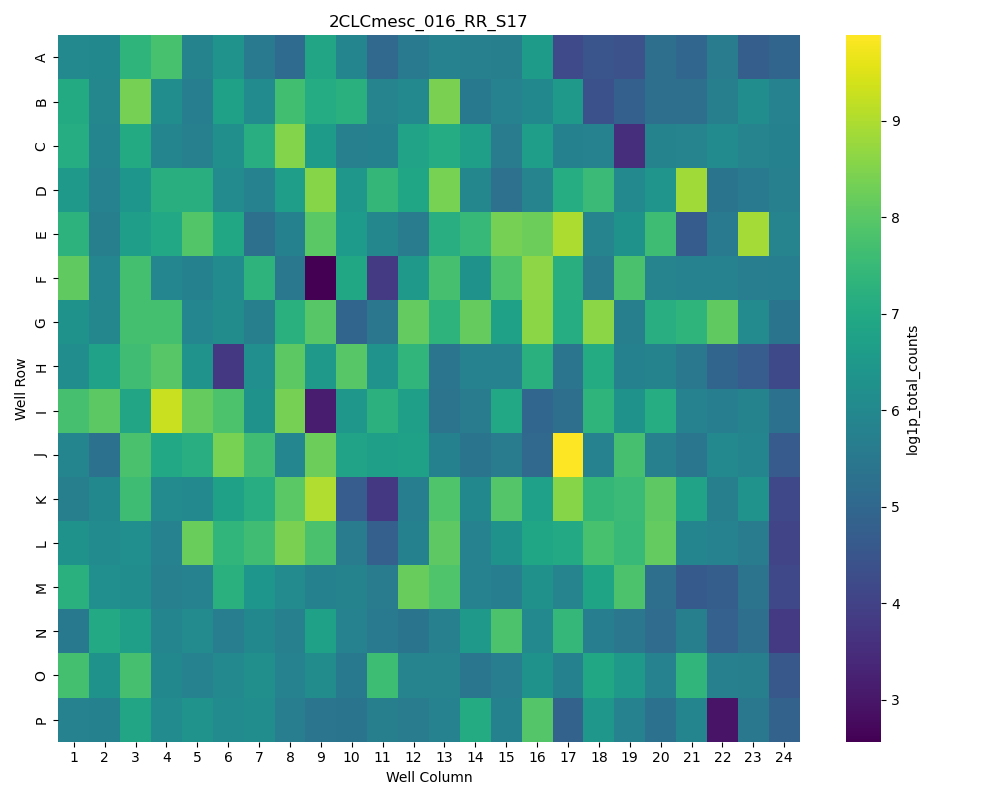 2CLCmesc_016_RR_S17
Well Row
A
B
C
D
E
F
G
H
I
J
K
L
M
N
O
P
1 2 3 4 5 6 7 8 9 10 11 12 13 14 15 16 17 18 19 20 21 22 23 24
Well Column
9
8
7
6
5
4
3
log1p_total_counts